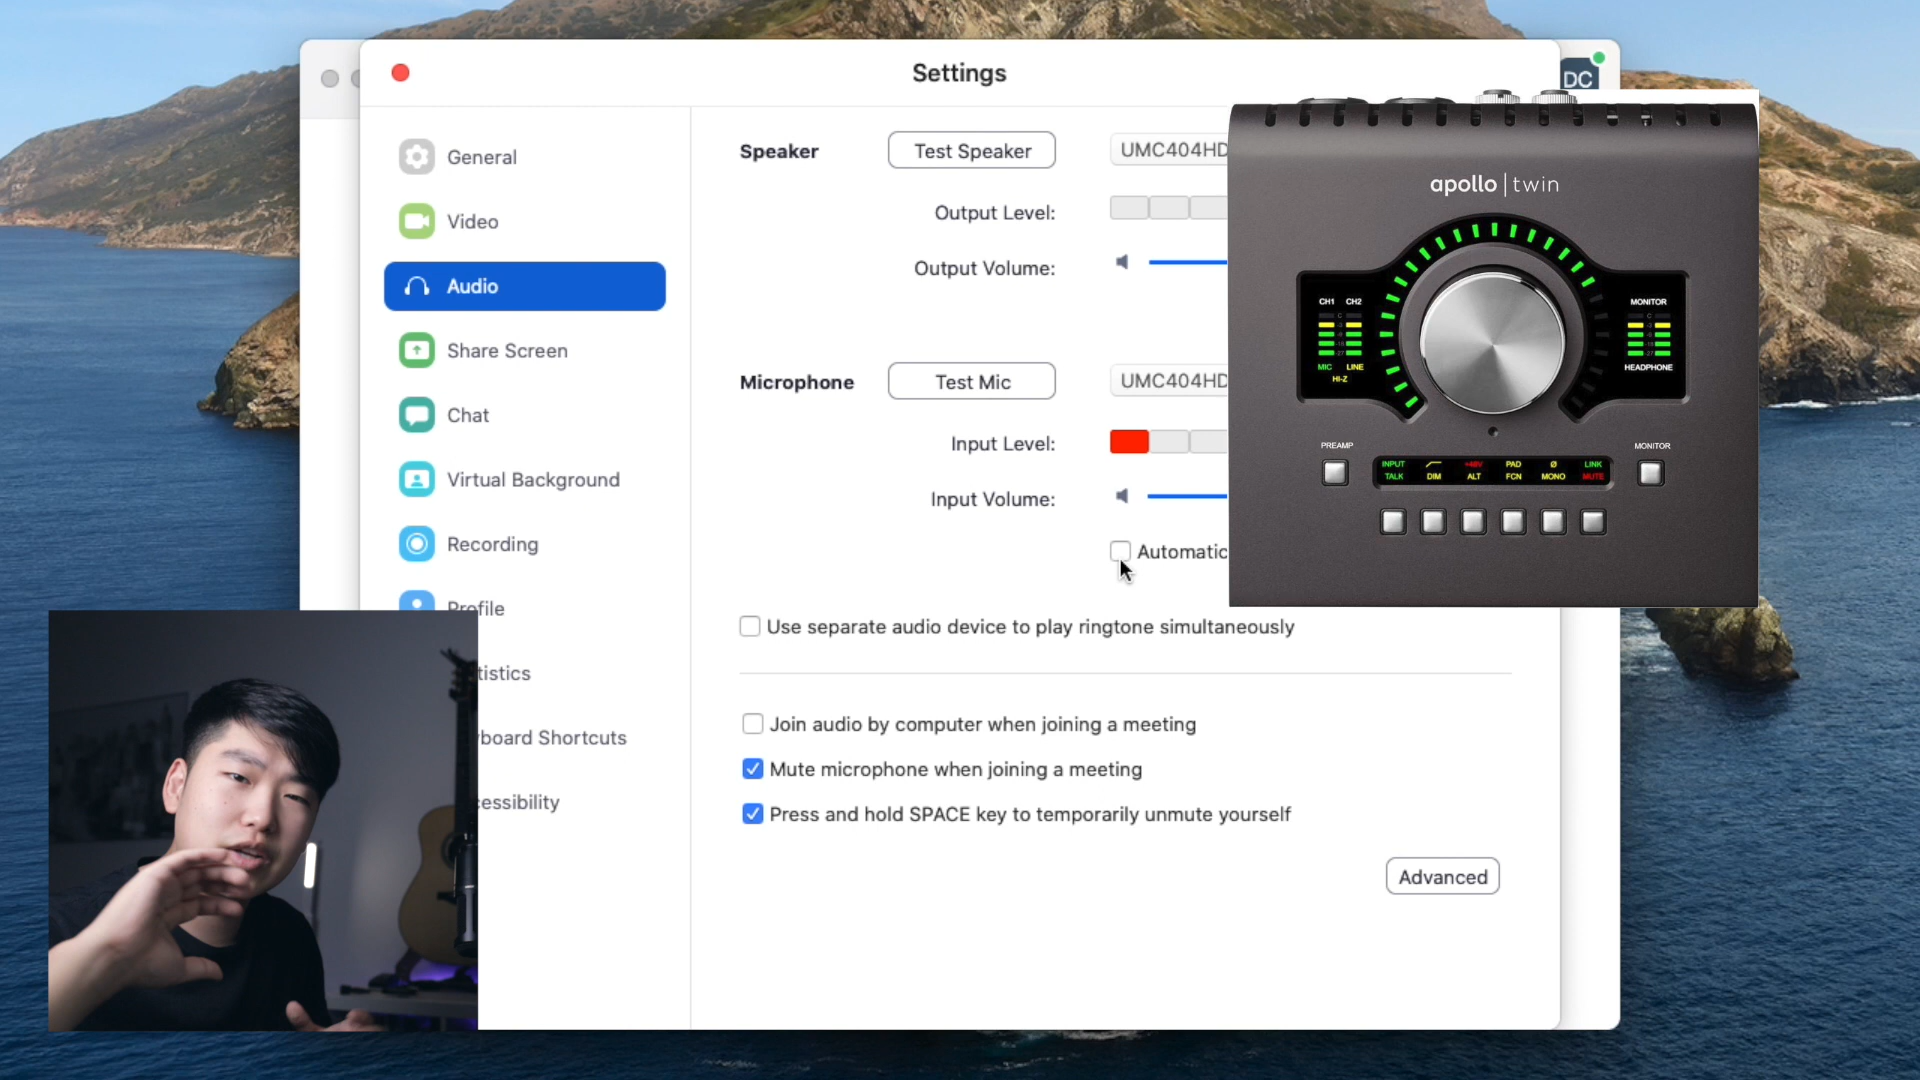 Settings
DC
General
Video
Audio
Share Screen
Chat
Virtual Background
Recording
Profile
tistics
board Shortcuts
cessibility
Speaker
Test Speaker
UMC404HD
Output Level:
Output Volume:
Microphone
Test Mic
UMC404HD
Input Level:
Input Volume:
Automatic
Use separate audio device to play ringtone simultaneously
Join audio by computer when joining a meeting
Mute microphone when joining a meeting
Press and hold SPACE key to temporarily unmute yourself
Advanced
apollo | twin
CH1 CH2
MIC LINE
HI-Z
MONITOR
HEADPHONE
PREAMP
MONITOR
INPUT +48V PAD Ø LINK
TALK DIM ALT FCN MONO MUTE